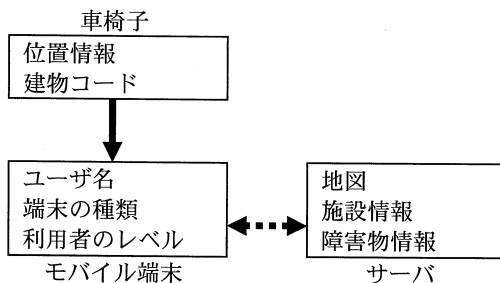 車椅子
位置情報
建物コード
ユーザ名
端末の種類
利用者のレベル
モバイル端末
地図
施設情報
障害物情報
サーバ